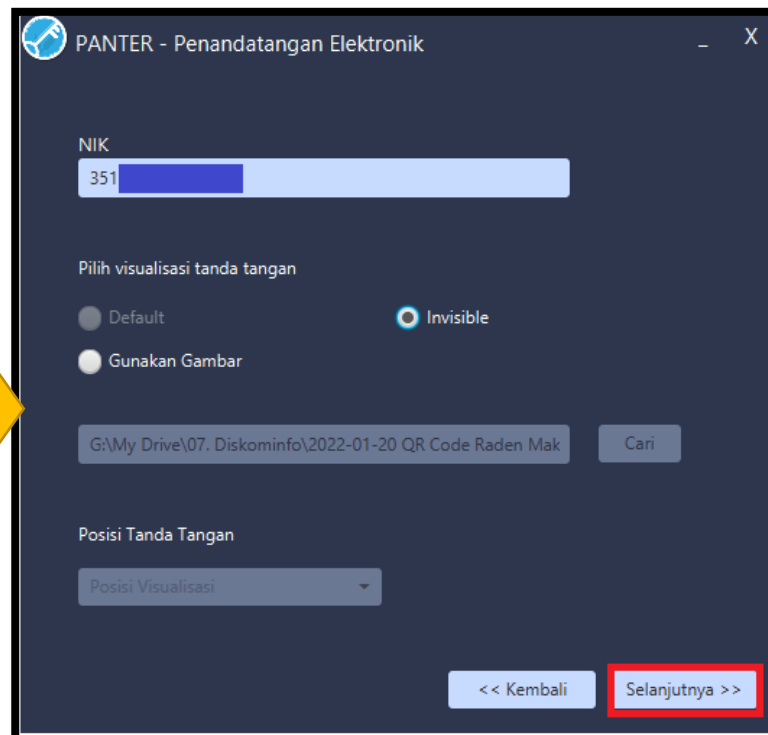 PANTER - Penandatangan Elektronik
_ X
NIK
351
Pilih visualisasi tanda tangan
Default
Invisible
Gunakan Gambar
G:\My Drive\07. Diskominfo\2022-01-20 QR Code Raden Mak
Cari
Posisi Tanda Tangan
Posisi Visualisasi
<< Kembali
Selanjutnya >>